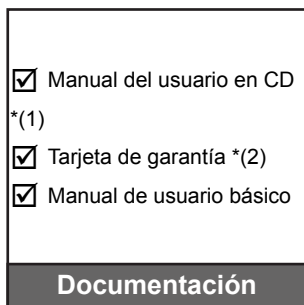 ☑ Manual del usuario en CD
*(1)
☑ Tarjeta de garantía *(2)
☑ Manual de usuario básico
Documentación